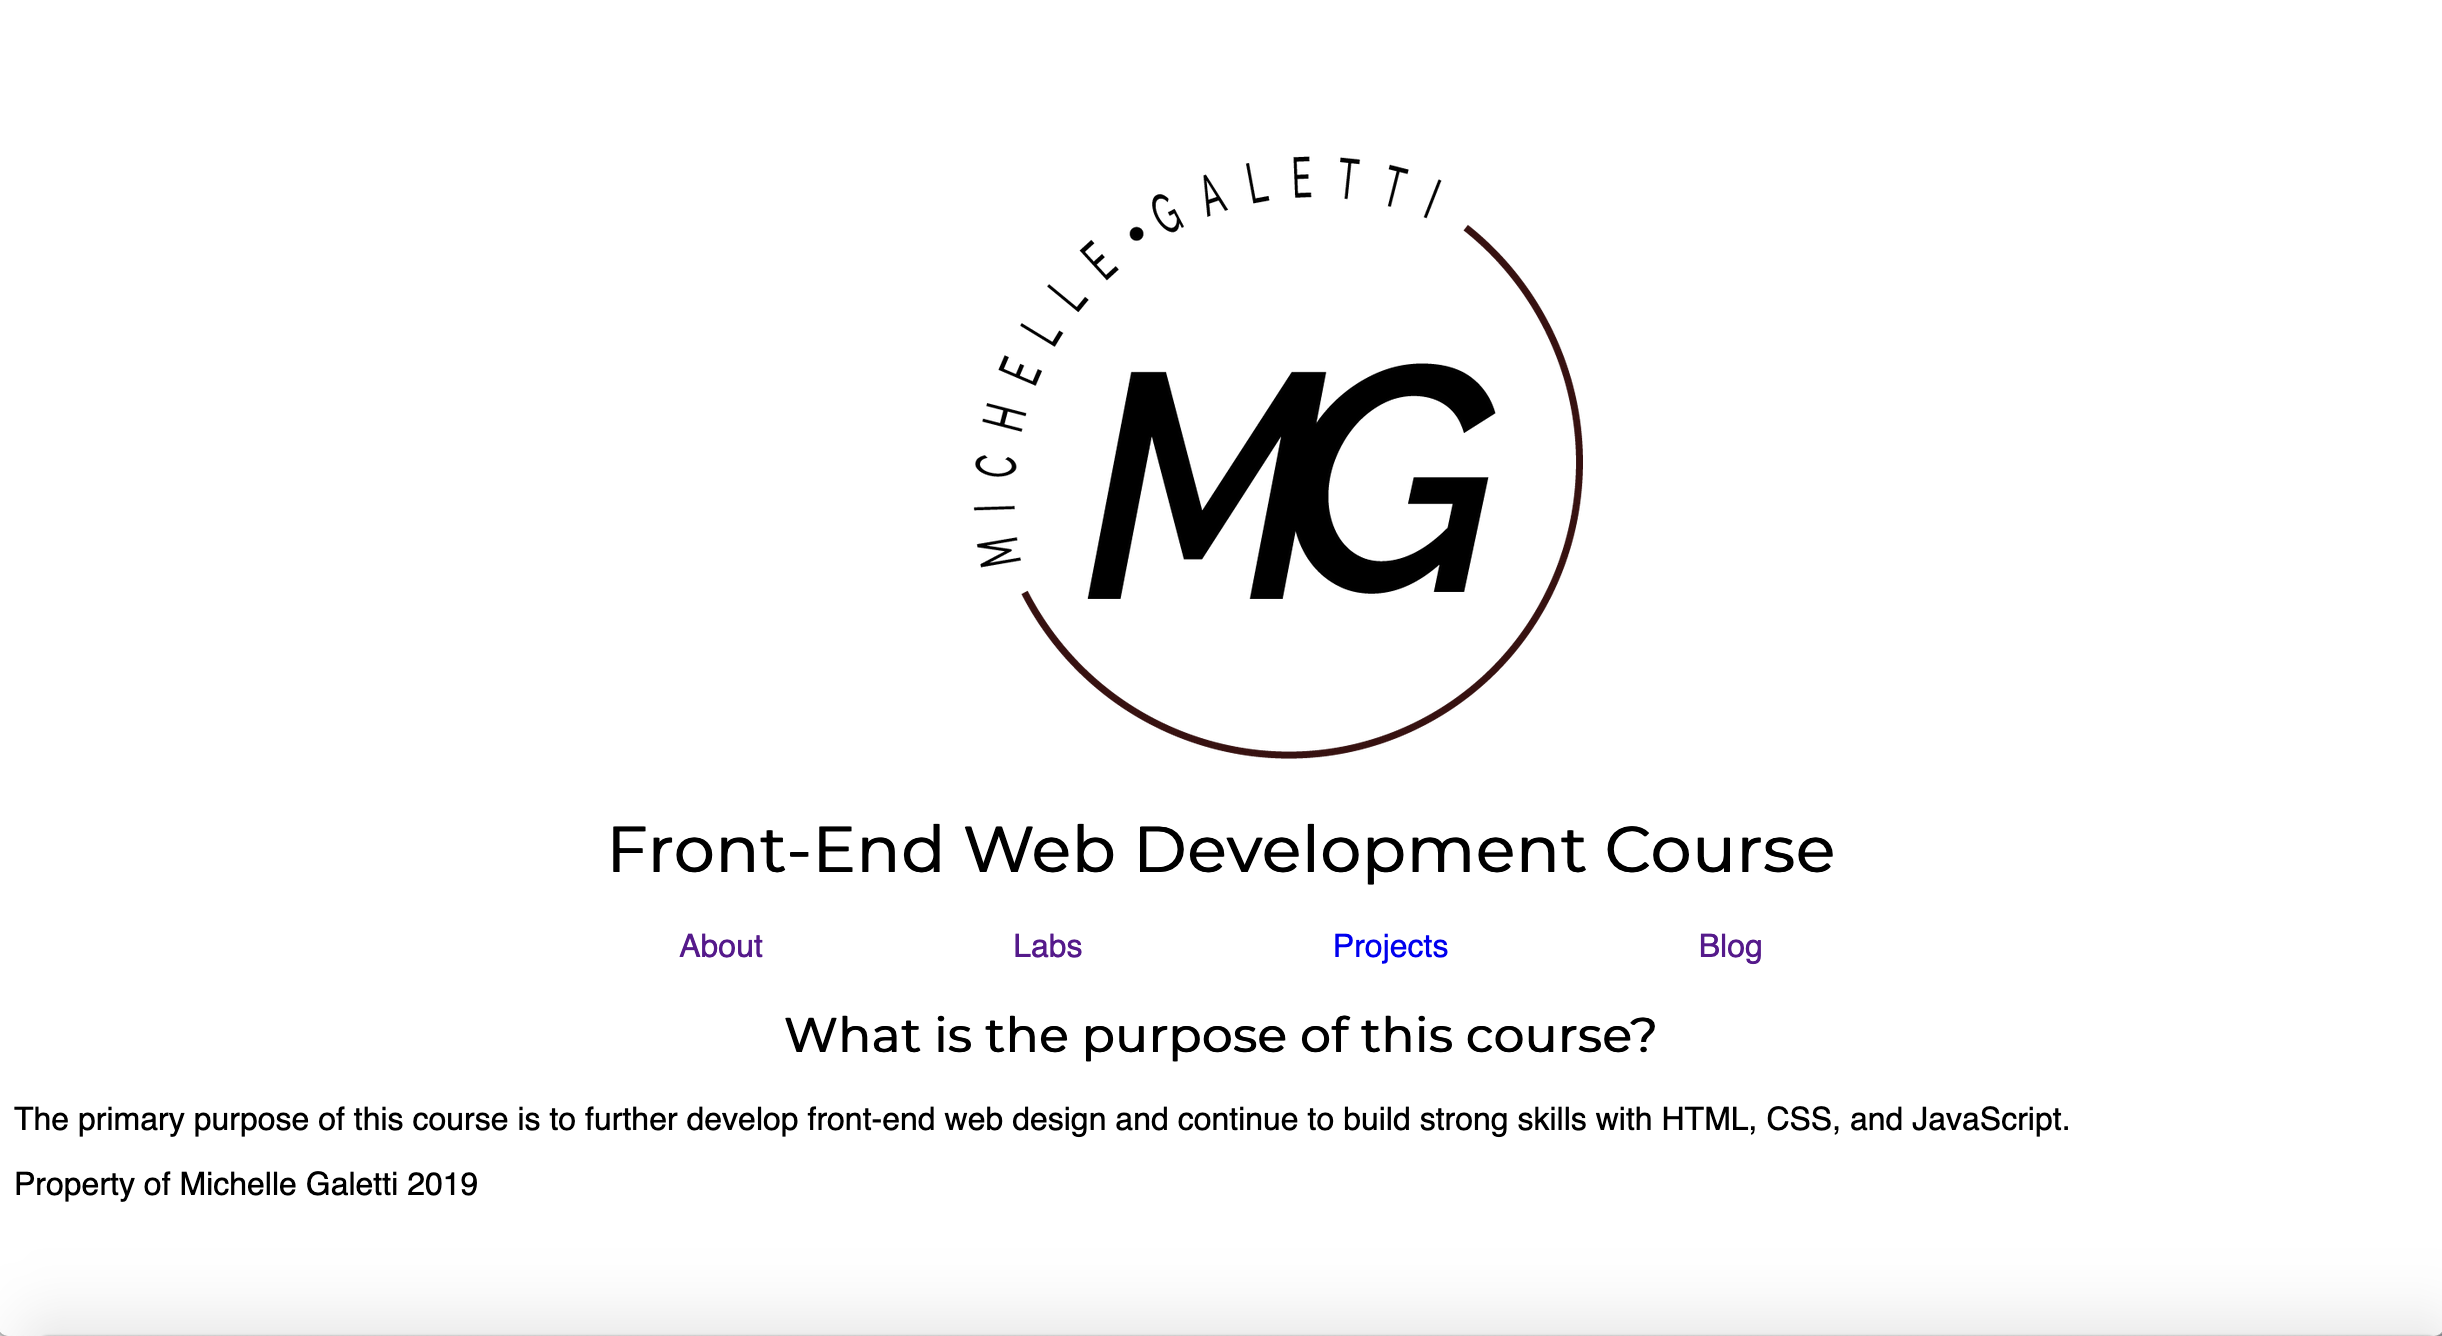 MICHELLE•GALETTI
MG
Front-End Web Development Course
About Labs Projects Blog
What is the purpose of this course?
The primary purpose of this course is to further develop front-end web design and continue to build strong skills with HTML, CSS, and JavaScript.
Property of Michelle Galetti 2019